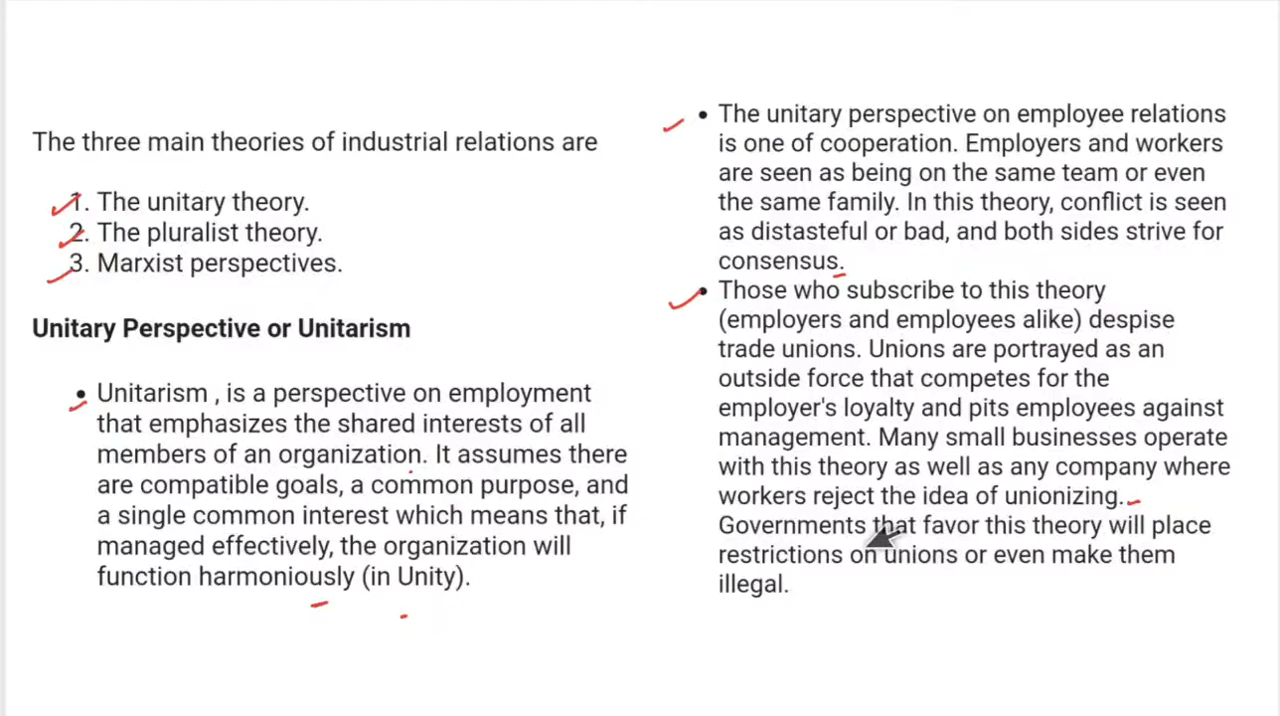 The three main theories of industrial relations are
1. The unitary theory.
2. The pluralist theory.
3. Marxist perspectives.
Unitary Perspective or Unitarism
• Unitarism , is a perspective on employment
that emphasizes the shared interests of all
members of an organization. It assumes there
are compatible goals, a common purpose, and
a single common interest which means that, if
managed effectively, the organization will
function harmoniously (in Unity).
• The unitary perspective on employee relations
is one of cooperation. Employers and workers
are seen as being on the same team or even
the same family. In this theory, conflict is seen
as distasteful or bad, and both sides strive for
consensus.
• Those who subscribe to this theory
(employers and employees alike) despise
trade unions. Unions are portrayed as an
outside force that competes for the
employer's loyalty and pits employees against
management. Many small businesses operate
with this theory as well as any company where
workers reject the idea of unionizing.
Governments that favor this theory will place
restrictions on unions or even make them
illegal.